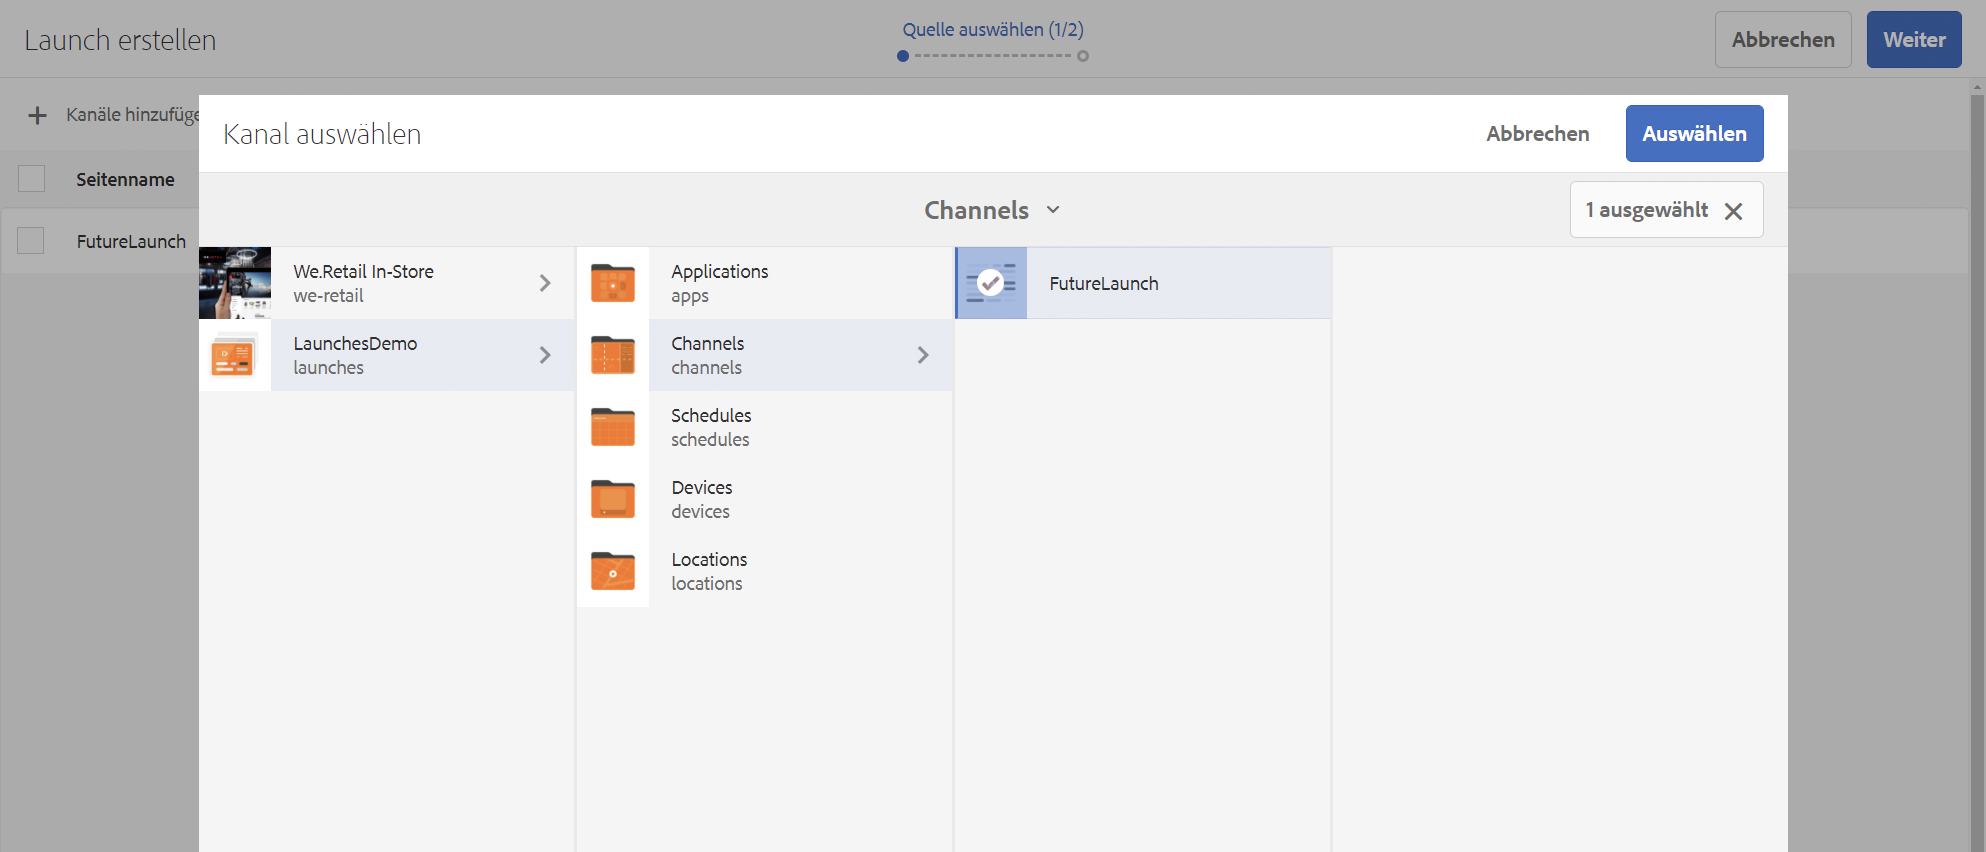 Launch erstellen
Quelle auswählen (1/2)
Abbrechen
Weiter
Kanäle hinzufüge
Kanal auswählen
Abbrechen
Auswählen
Seitenname
Channels
1 ausgewählt
FutureLaunch
We.Retail In-Store
we-retail
LaunchesDemo
launches
Applications
apps
Channels
channels
Schedules
schedules
Devices
devices
Locations
locations
FutureLaunch